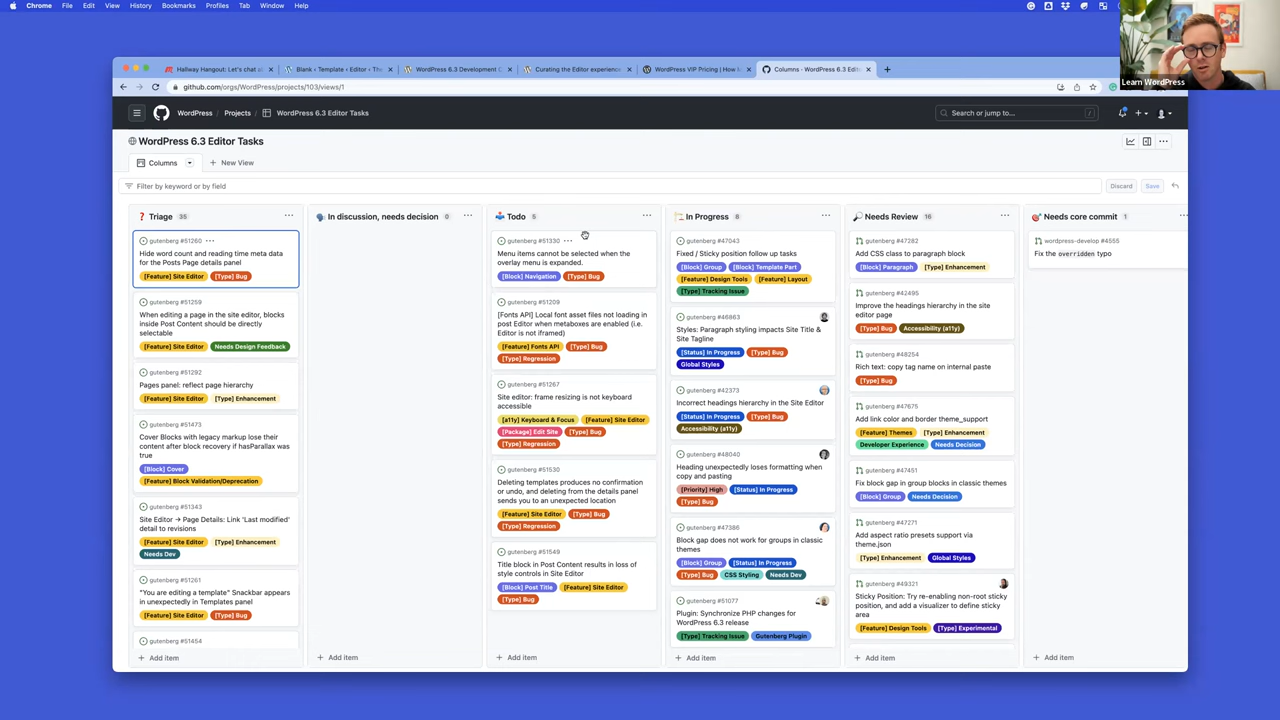 Chrome File Edit View History Bookmarks Profiles Tab Window Help
Learn WordPress
Hallway Hangout: Let's chat a
Blank ‹ Template ‹ Editor ‹ The
WordPress 6.3 Development C
Curating the Editor experience
WordPress VIP Pricing | How
Columns · WordPress 6.3 Edi
github.com/orgs/WordPress/projects/103/views/1
WordPress Projects WordPress 6.3 Editor Tasks
Search or jump to... /
WordPress 6.3 Editor Tasks
Columns New View
Filter by keyword or by field
Discard Save
Triage 35
gutenberg #51260
Hide word count and reading time meta data
for the Posts Page details panel
[Feature] Site Editor [Type] Bug
gutenberg #51259
When editing a page in the site editor, blocks
inside Post Content should be directly
selectable
[Feature] Site Editor Needs Design Feedback
gutenberg #51292
Pages panel: reflect page hierarchy
[Feature] Site Editor [Type] Enhancement
gutenberg #51473
Cover Blocks with legacy markup lose their
content after block recovery if hasParallax was
true
[Block] Cover
[Feature] Block Validation/Deprecation
gutenberg #51343
Site Editor → Page Details: Link 'Last modified'
detail to revisions
[Feature] Site Editor [Type] Enhancement
Needs Dev
gutenberg #51261
"You are editing a template" Snackbar appears
in unexpectedly in Templates panel
[Feature] Site Editor [Type] Bug
gutenberg #51454
Add item
In discussion, needs decision 0
Add item
Todo 5
gutenberg #51330
Menu items cannot be selected when the
overlay menu is expanded.
[Block] Navigation [Type] Bug
gutenberg #51209
[Fonts API] Local font asset files not loading in
post Editor when metaboxes are enabled (i.e.
Editor is not iframed)
[Feature] Fonts API [Type] Bug
[Type] Regression
gutenberg #51267
Site editor: frame resizing is not keyboard
accessible
[a11y] Keyboard & Focus [Feature] Site Editor
[Package] Edit Site [Type] Bug
[Type] Regression
gutenberg #51530
Deleting templates produces no confirmation
or undo, and deleting from the details panel
sends you to an unexpected location
[Feature] Site Editor [Type] Bug
[Type] Regression
gutenberg #51549
Title block in Post Content results in loss of
style controls in Site Editor
[Block] Post Title [Feature] Site Editor
[Type] Bug
Add item
In Progress 8
gutenberg #47043
Fixed / Sticky position follow up tasks
[Block] Group [Block] Template Part
[Feature] Design Tools [Feature] Layout
[Type] Tracking Issue
gutenberg #46863
Styles: Paragraph styling impacts Site Title &
Site Tagline
[Status] In Progress [Type] Bug
Global Styles
gutenberg #42373
Incorrect headings hierarchy in the Site Editor
[Status] In Progress [Type] Bug
Accessibility (a11y)
gutenberg #48040
Heading unexpectedly loses formatting when
copy and pasting
[Priority] High [Status] In Progress
[Type] Bug
gutenberg #47386
Block gap does not work for groups in classic
themes
[Block] Group [Status] In Progress
[Type] Bug CSS Styling Needs Dev
gutenberg #51077
Plugin: Synchronize PHP changes for
WordPress 6.3 release
[Type] Tracking Issue Gutenberg Plugin
Add item
Needs Review 16
gutenberg #47282
Add CSS class to paragraph block
[Block] Paragraph [Type] Enhancement
gutenberg #42495
Improve the headings hierarchy in the site
editor page
[Type] Bug Accessibility (a11y)
gutenberg #48254
Rich text: copy tag name on internal paste
[Type] Bug
gutenberg #47675
Add link color and border theme_support
[Feature] Themes [Type] Enhancement
Developer Experience Needs Decision
gutenberg #47451
Fix block gap in group blocks in classic themes
[Block] Group Needs Decision
gutenberg #47271
Add aspect ratio presets support via
theme.json
[Type] Enhancement Global Styles
gutenberg #49321
Sticky Position: Try re-enabling non-root sticky
position, and add a visualizer to define sticky
area
[Feature] Design Tools [Type] Experimental
Add item
Needs core commit 1
wordpress-develop #4555
Fix the overridden typo
Add item